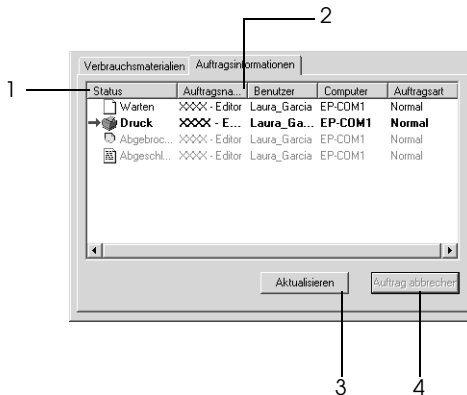 2
Verbrauchsmaterialien Auftragsinformationen
1
Status Auftragsna... Benutzer Computer Auftragsart
Warten XXXX - Editor Laura_Garcia EP-COM1 Normal
Druck XXXX - E... Laura_Ga... EP-COM1 Normal
Abgebroc... XXXX - Editor Laura_Garcia EP-COM1 Normal
Abgeschl... XXXX - Editor Laura_Garcia EP-COM1 Normal
Aktualisieren Auftrag abbrechen
3 4